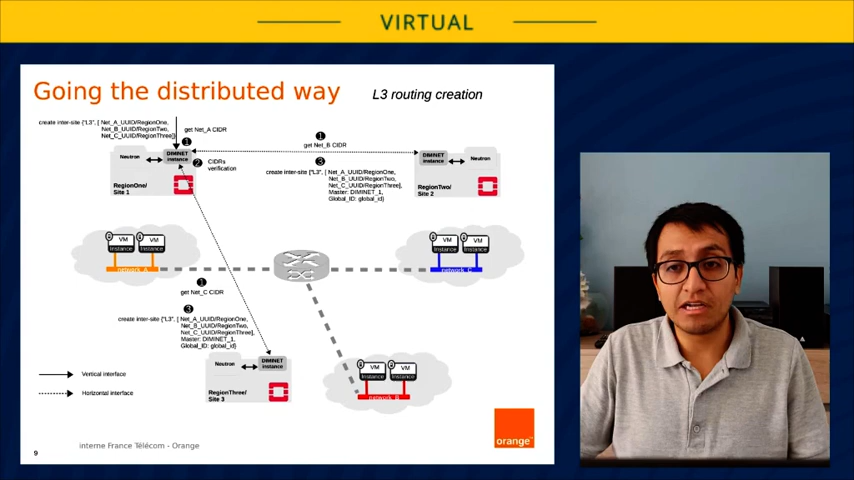 VIRTUAL
Going the distributed way
L3 routing creation
create inter-site {"L3", [ Net_A_UUID/RegionOne,
Net_B_UUID/RegionTwo,
Net_C_UUID/RegionThree]}
get Net_A CIDR
1
1
get Net_B CIDR
Neutron
DIMINET
instance
2
CIDRs
verification
3
DIMINET
instance
Neutron
create inter-site {"L3", [ Net_A_UUID/RegionOne,
Net_B_UUID/RegionTwo,
Net_C_UUID/RegionThree],
Master: DIMINET_1,
Global_ID: global_id}
RegionOne/
Site 1
RegionTwo/
Site 2
VM
Instance
VM
Instance
network_A
VM
Instance
VM
Instance
network_C
1
get Net_C CIDR
3
create inter-site {"L3", [ Net_A_UUID/RegionOne,
Net_B_UUID/RegionTwo,
Net_C_UUID/RegionThree],
Master: DIMINET_1,
Global_ID: global_id}
Neutron
DIMINET
instance
RegionThree/
Site 3
VM
Instance
VM
Instance
network_B
Vertical interface
Horizontal interface
interne France Télécom - Orange
orange™
9